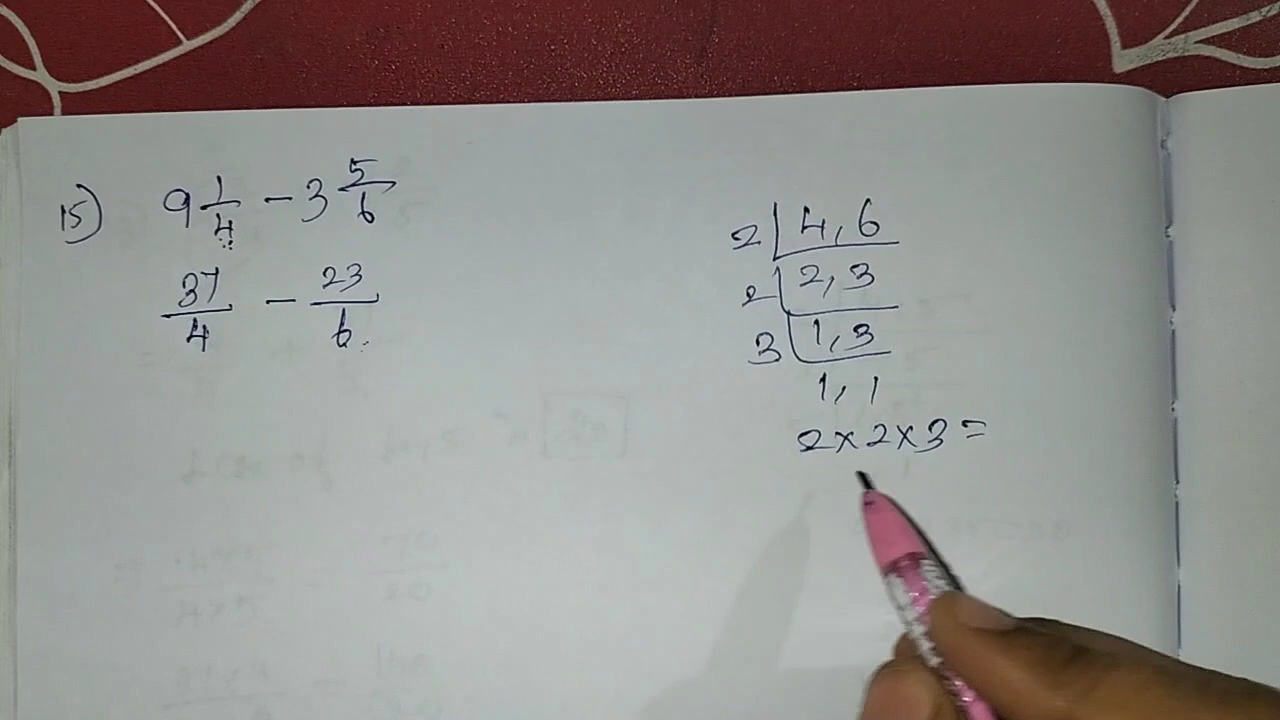 15) 9 1/4 - 3 5/6
37/4 - 23/6
2 | 4, 6
2 | 2, 3
3 | 1, 3
1, 1
2 x 2 x 3 =